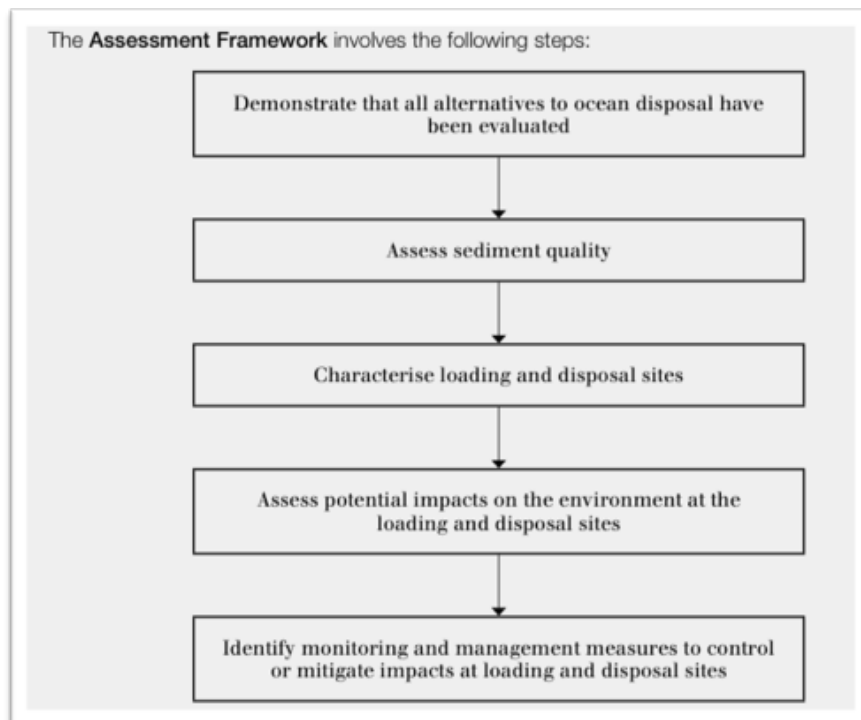 The Assessment Framework involves the following steps:
Demonstrate that all alternatives to ocean disposal have
been evaluated
Assess sediment quality
Characterise loading and disposal sites
Assess potential impacts on the environment at the
loading and disposal sites
Identify monitoring and management measures to control
or mitigate impacts at loading and disposal sites